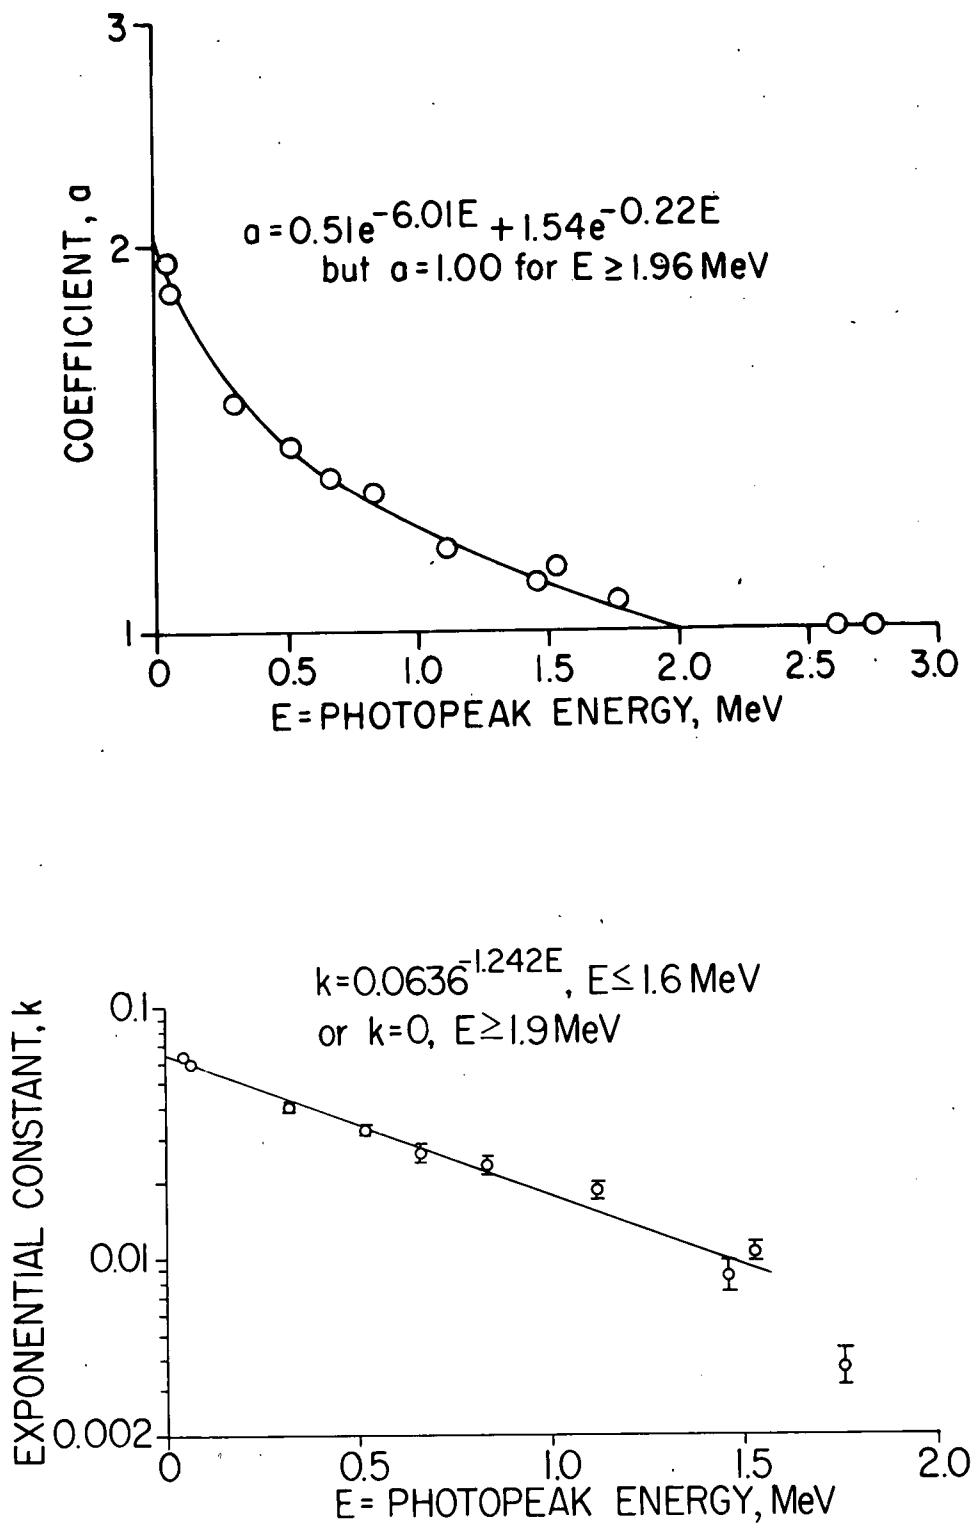 3
2
1
COEFFICIENT, a
a=0.51e^-6.01E +1.54e^-0.22E
but a=1.00 for E ≥ 1.96 MeV
0 0.5 1.0 1.5 2.0 2.5 3.0
E=PHOTOPEAK ENERGY, MeV
k=0.0636^-1.242E, E≤1.6 MeV
or k=0, E≥1.9 MeV
0.1
0.01
0.002
EXPONENTIAL CONSTANT, k
0 0.5 1.0 1.5 2.0
E= PHOTOPEAK ENERGY, MeV